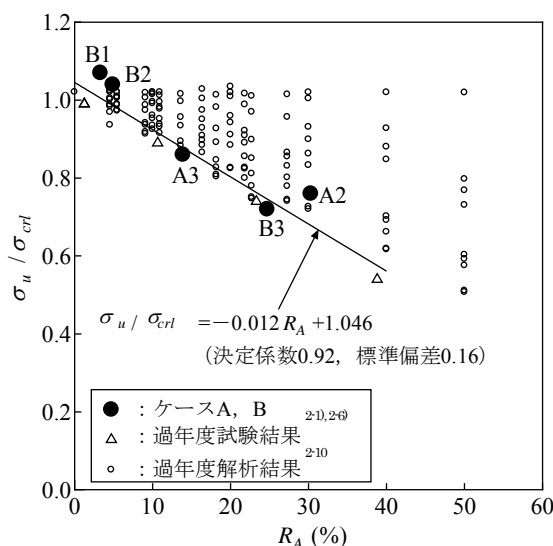 1.2
1.0
0.8
0.6
0.4
0.2
0.0
σu / σcrl
B1
B2
A3
A2
B3
σu / σcrl =−0.012 RA +1.046
（決定係数0.92，標準偏差0.16）
● ：ケースA，B
△ ：過年度試験結果 2-1),2-6)
○ ：過年度解析結果 2-10
0 10 20 30 40 50 60
RA (%)